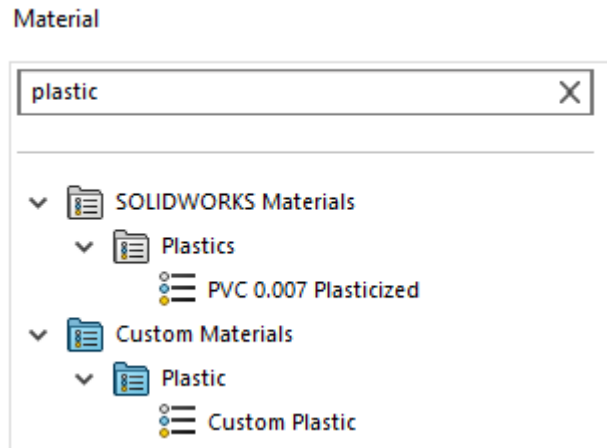 Material
plastic
SOLIDWORKS Materials
Plastics
PVC 0.007 Plasticized
Custom Materials
Plastic
Custom Plastic